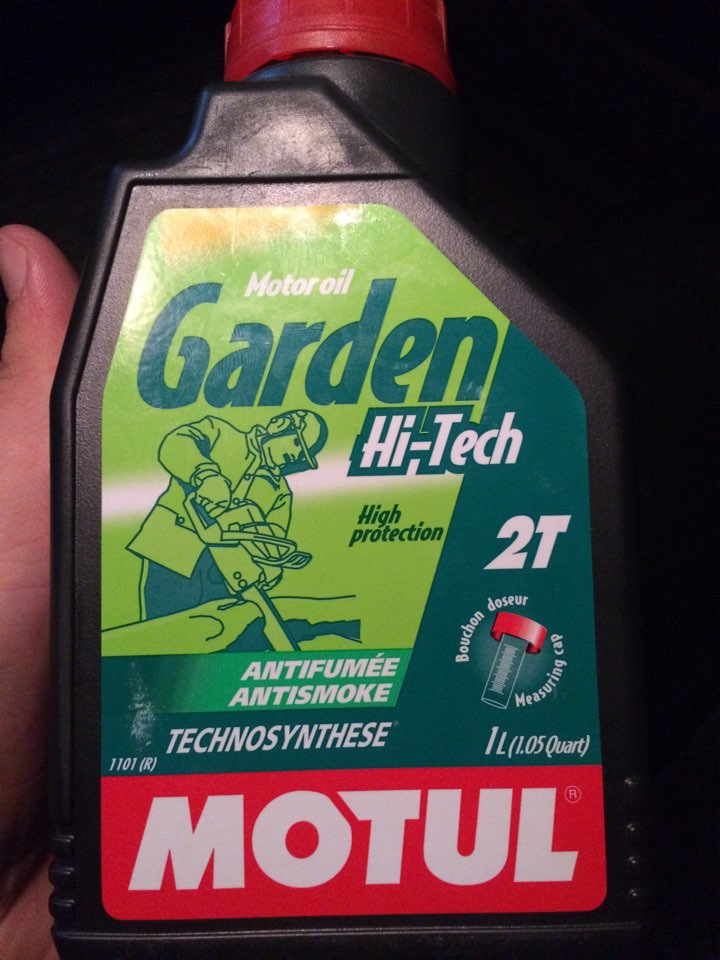 Motor oil
Garden
Hi-Tech
High
protection
2T
Bouchon doseur
Measuring cap
ANTIFUMÉE
ANTISMOKE
TECHNOSYNTHESE®
1 L (1.05 Quart)
1101 (R)
MOTUL®